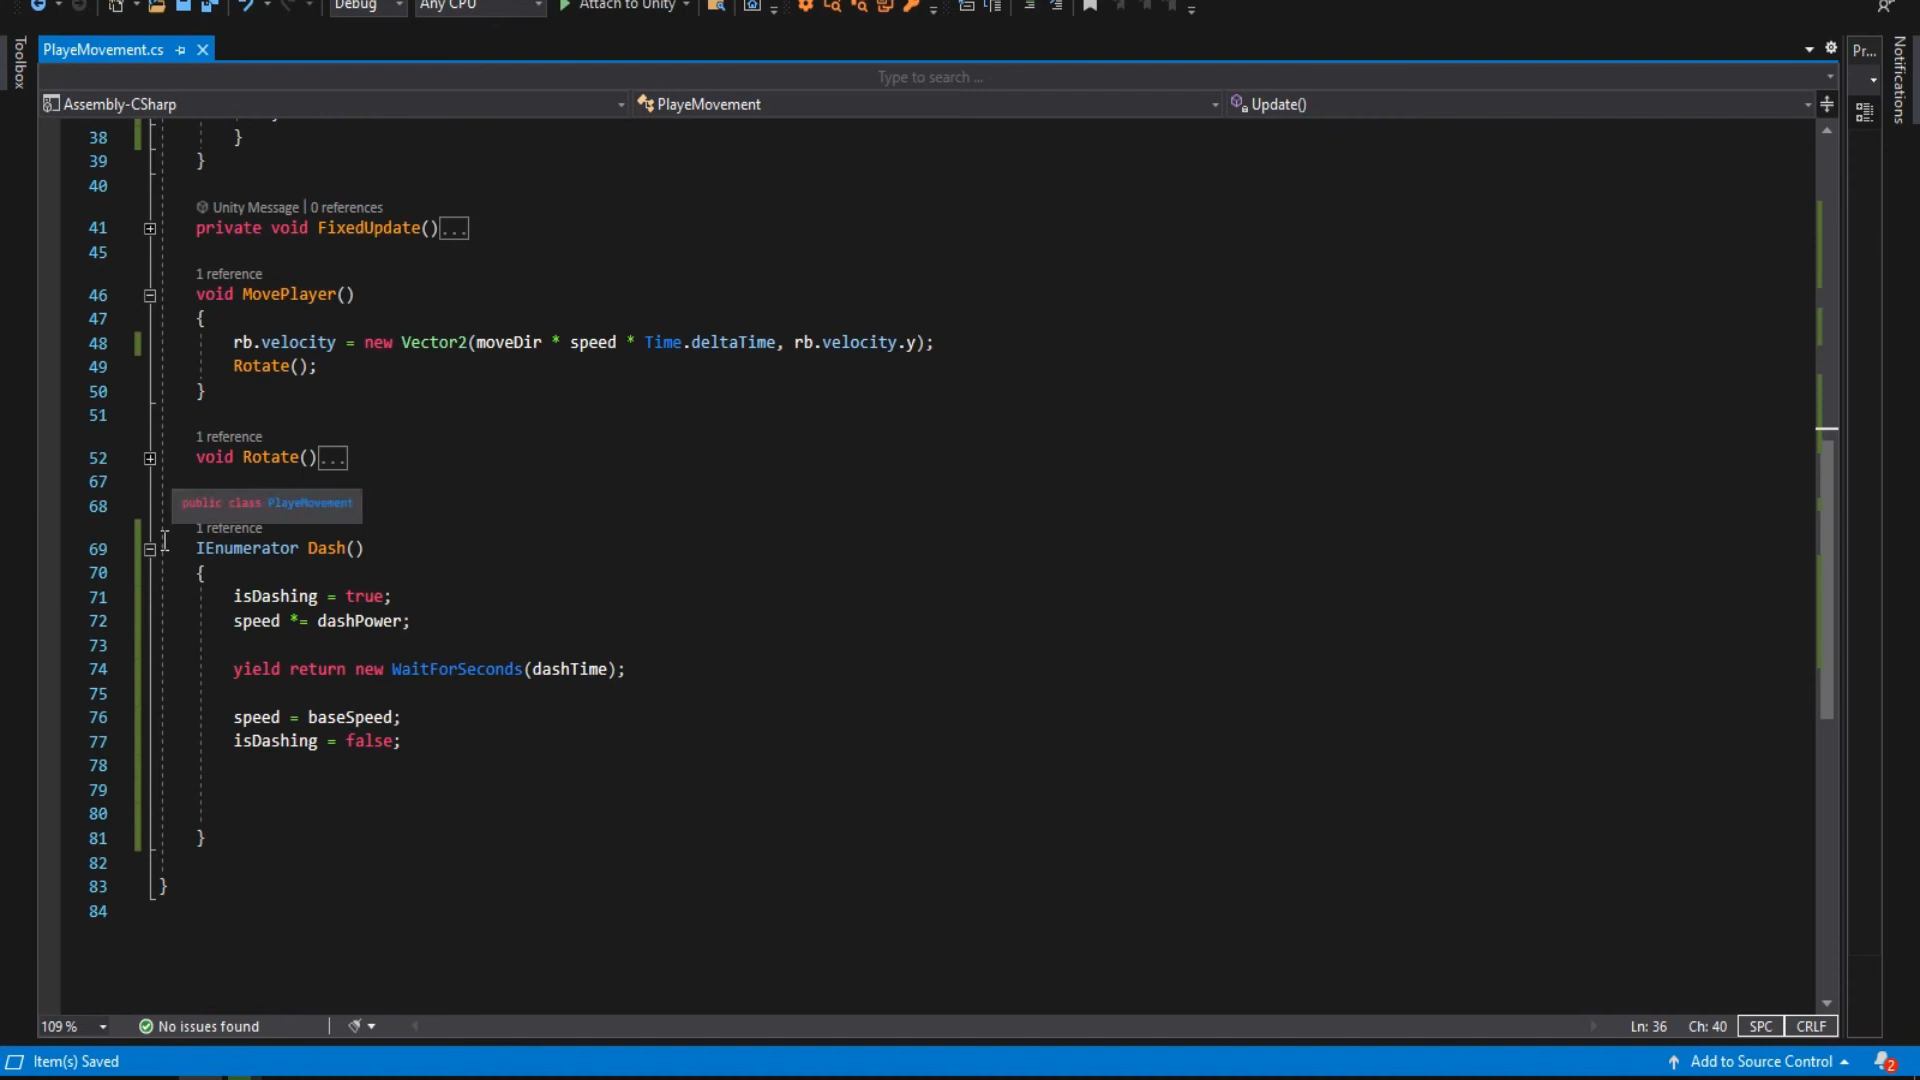 Debug Any CPU Attach to Unity
Toolbox
PlayeMovement.cs
Pr...
Notifications
Type to search ...
Assembly-CSharp PlayeMovement Update()
38 }
39 }
40
Unity Message | 0 references
41 private void FixedUpdate()...
45
1 reference
46 void MovePlayer()
47 {
48 rb.velocity = new Vector2(moveDir * speed * Time.deltaTime, rb.velocity.y);
49 Rotate();
50 }
51
1 reference
52 void Rotate()...
67
68
public class PlayeMovement
1 reference
69 IEnumerator Dash()
70 {
71 isDashing = true;
72 speed *= dashPower;
73
74 yield return new WaitForSeconds(dashTime);
75
76 speed = baseSpeed;
77 isDashing = false;
78
79
80
81 }
82
83 }
84
109 % No issues found Ln: 36 Ch: 40 SPC CRLF
Item(s) Saved Add to Source Control 2